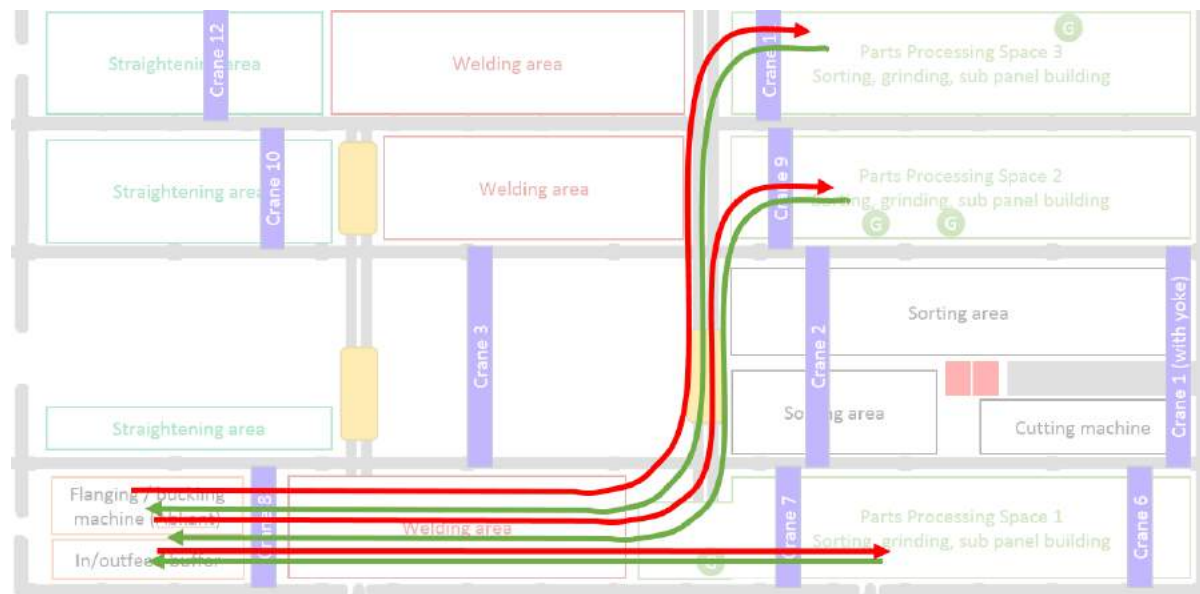 Crane 12
Straightening area
Welding area
Parts Processing Space 3
Sorting, grinding, sub panel building
G
Crane
Crane 10
Straightening area
Welding area
Crane 9
Parts Processing Space 2
Sorting, grinding, sub panel building
G
G
Crane 3
Crane 2
Sorting area
Crane 1 (with yoke)
Sorting area
Cutting machine
Straightening area
Flanging / buckling
machine
In/outfeed buffer
8
Welding area
G
Crane 7
Parts Processing Space 1
Sorting, grinding, sub panel building
Crane 6